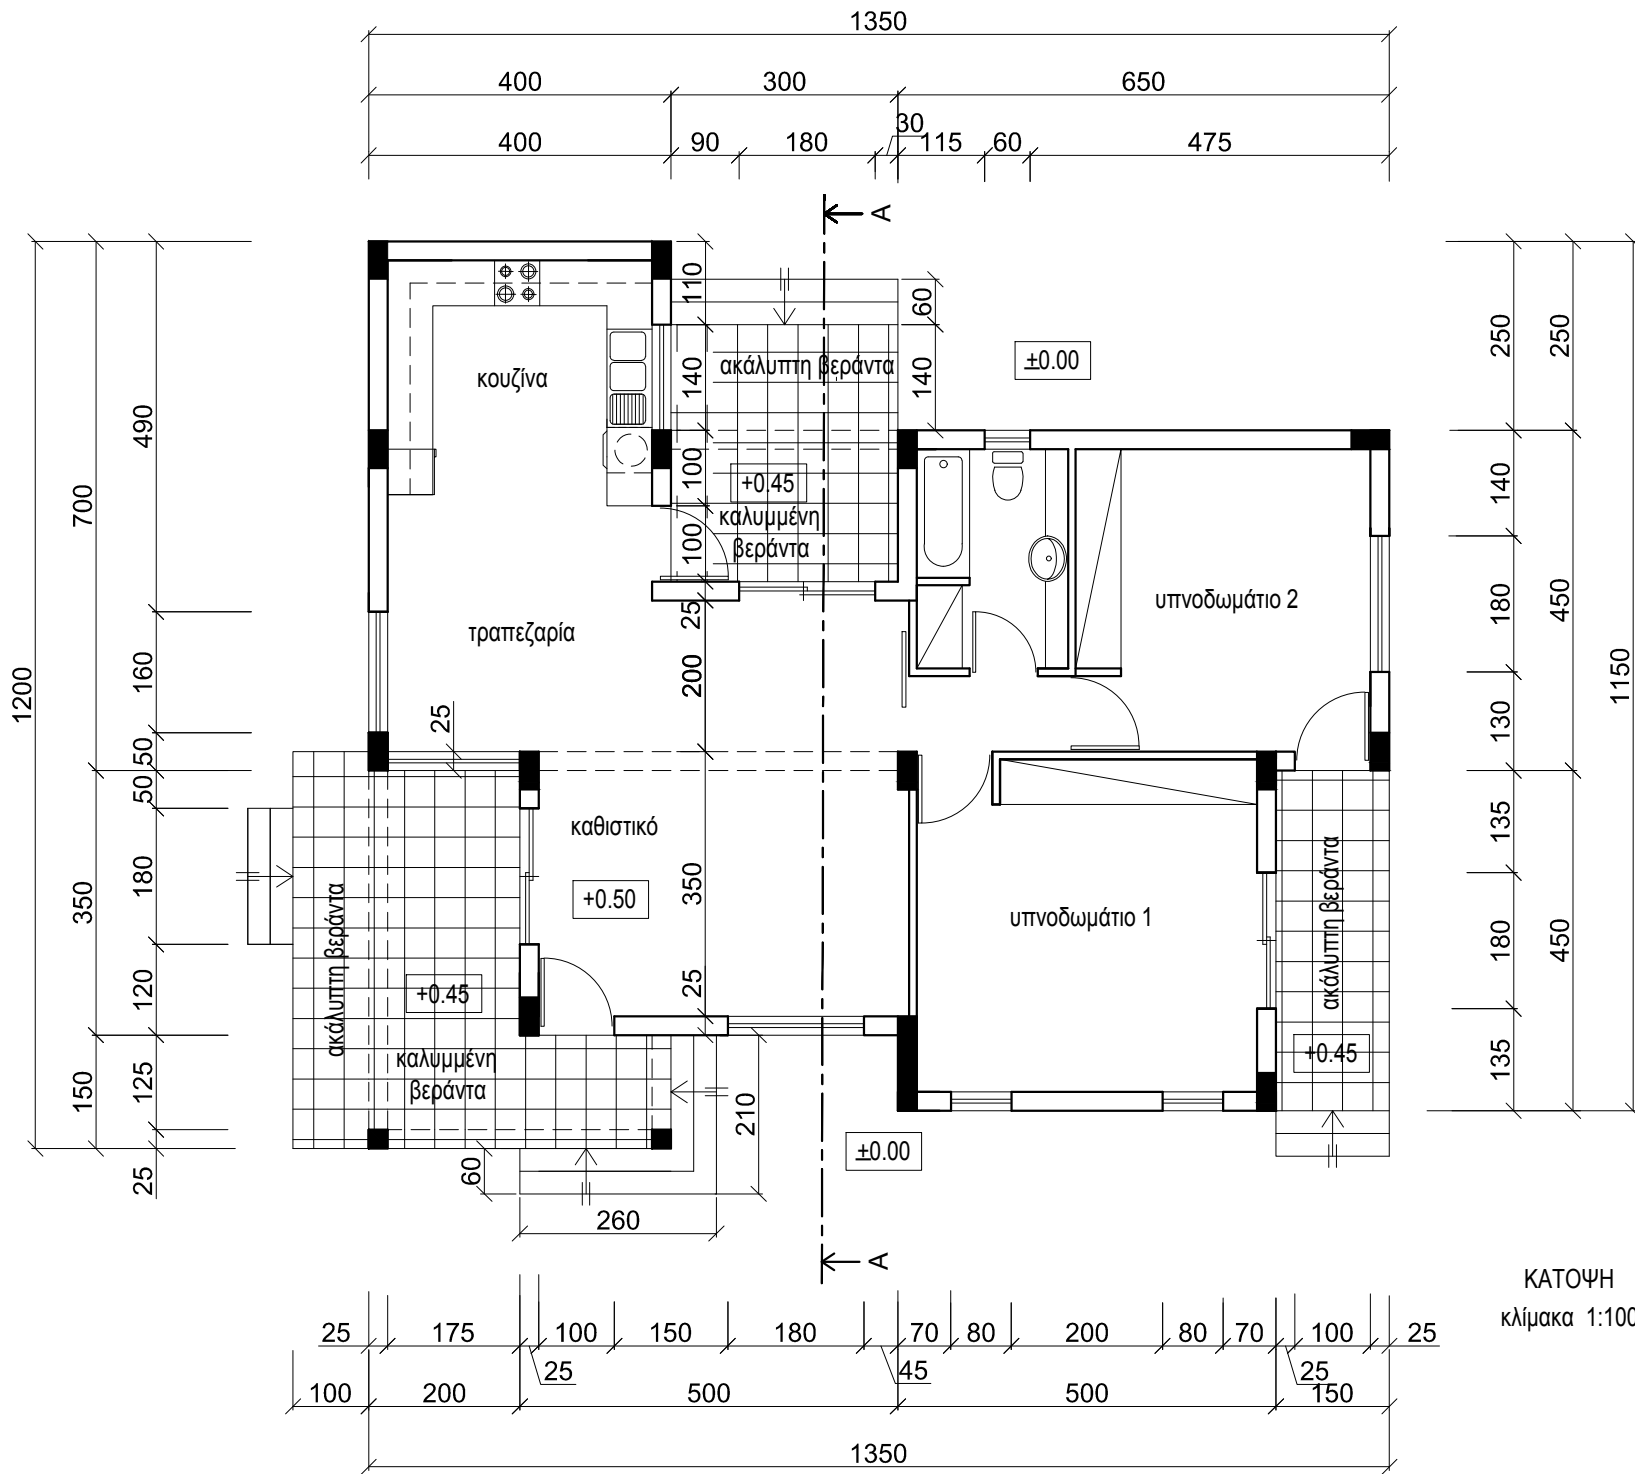 1350
400 300 650
30
400 90 180 115 60 475
A
110
60
250 250
κουζίνα
140
ακάλυπτη βεράντα
140
±0.00
490
700
100
+0.45
καλυμμένη
βεράντα
100
140
25
υπνοδωμάτιο 2
180
450
τραπεζαρία
1200
160
200
1150
25
130
50
50
καθιστικό
135
180
350
ακάλυπτη βεράντα
+0.50
350
υπνοδωμάτιο 1
ακάλυπτη βεράντα
180
450
120
+0.45
25
καλυμμένη
βεράντα
+0.45
135
125
150
210
±0.00
25
60
260
A
ΚΑΤΟΨΗ
κλίμακα 1:100
25 175 100 150 180 70 80 200 80 70 100 25
25 45 25
100 200 500 500 150
1350